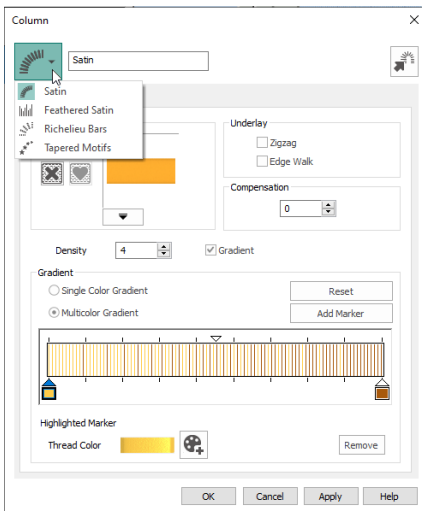 Column
Satin
Satin
Feathered Satin
Richelieu Bars
Tapered Motifs
Underlay
Zigzag
Edge Walk
Compensation
0
Density 4 Gradient
Gradient
Single Color Gradient Reset
Multicolor Gradient Add Marker
Highlighted Marker
Thread Color Remove
OK Cancel Apply Help